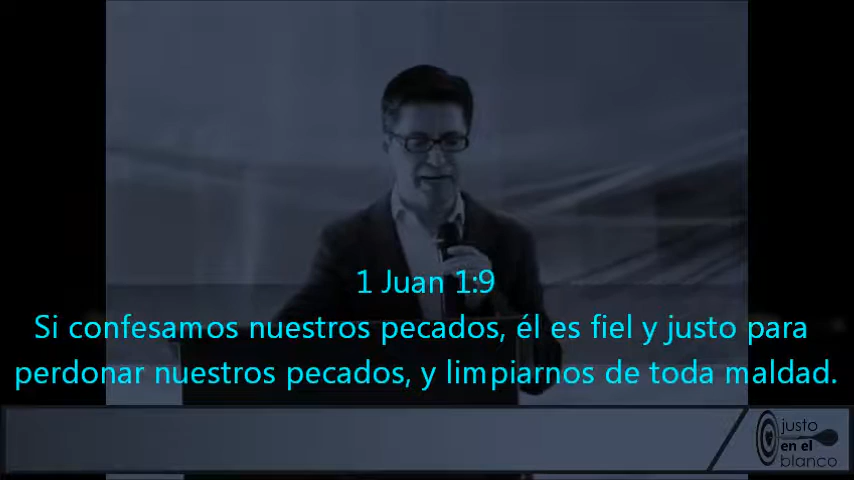 1 Juan 1:9
Si confesamos nuestros pecados, él es fiel y justo para
perdonar nuestros pecados, y limpiarnos de toda maldad.
justo
en el
blanco